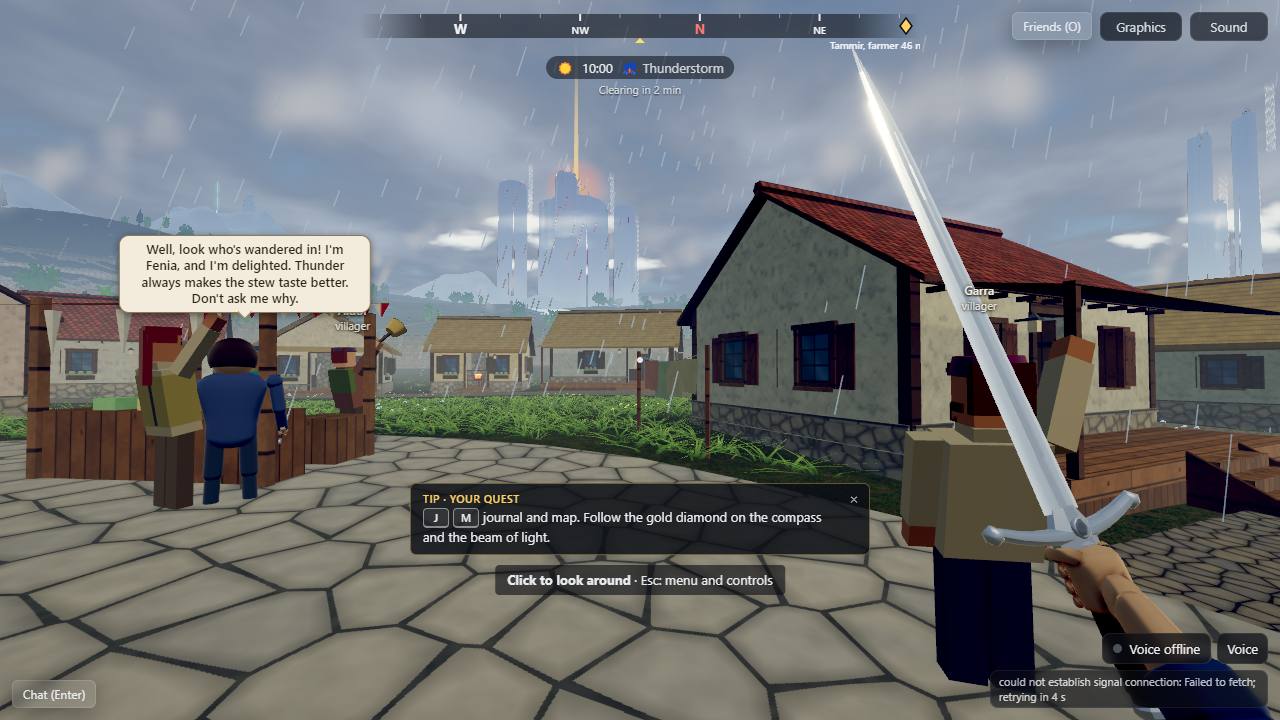 W
NW
N
NE
Tammir, farmer 46 m
Friends (O)
Graphics
Sound
10:00
Thunderstorm
Clearing in 2 min
Well, look who's wandered in! I'm
Fenia, and I'm delighted. Thunder
always makes the stew taste better.
Don't ask me why.
villager
Garra
villager
TIP · YOUR QUEST
×
J M journal and map. Follow the gold diamond on the compass
and the beam of light.
Click to look around · Esc: menu and controls
Voice offline
Voice
could not establish signal connection: Failed to fetch;
retrying in 4 s
Chat (Enter)